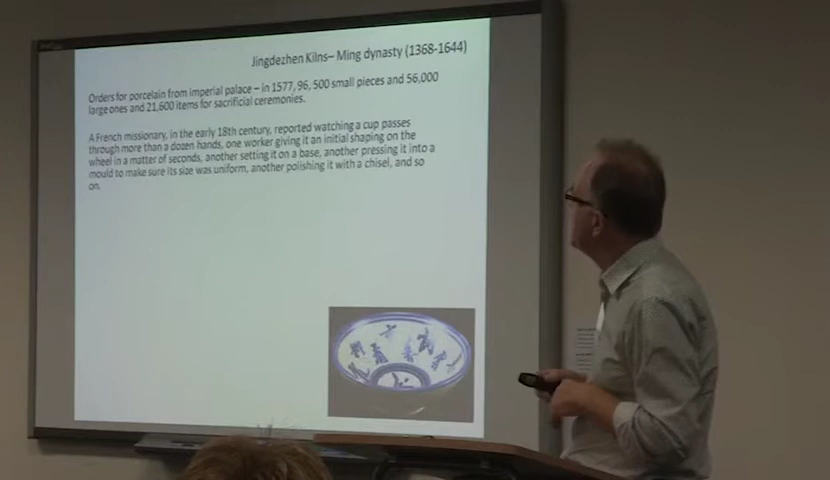 Jingdezhen Kilns– Ming dynasty (1368-1644)
Orders for porcelain from imperial palace – in 1577, 96, 500 small pieces and 56,000
large ones and 21,600 items for sacrificial ceremonies.
A French missionary, in the early 18th century, reported watching a cup passes
through more than a dozen hands, one worker giving it an initial shaping on the
wheel in a matter of seconds, another setting it on a base, another pressing it into a
mould to make sure its size was uniform, another polishing it with a chisel, and so
on.